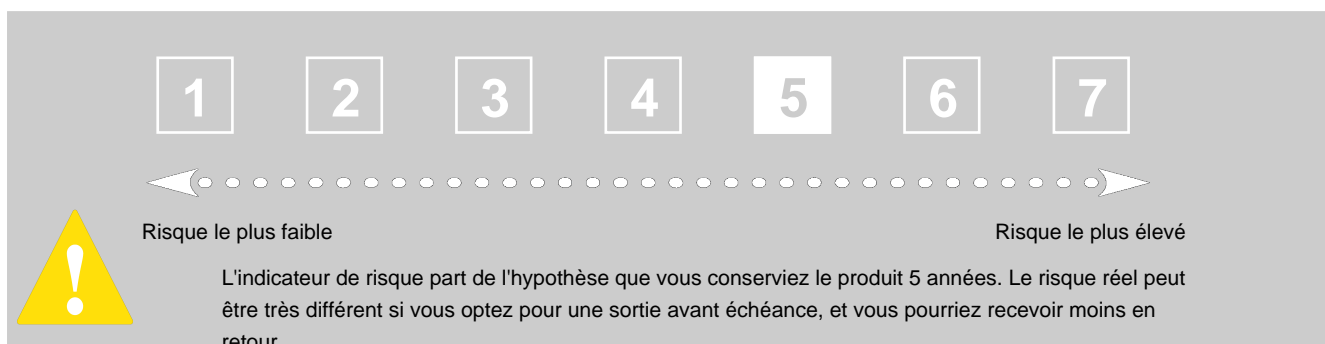 1 2 3 4 5 6 7
Risque le plus faible Risque le plus élevé
L'indicateur de risque part de l'hypothèse que vous conserviez le produit 5 années. Le risque réel peut
être très différent si vous optez pour une sortie avant échéance, et vous pourriez recevoir moins en
retour.